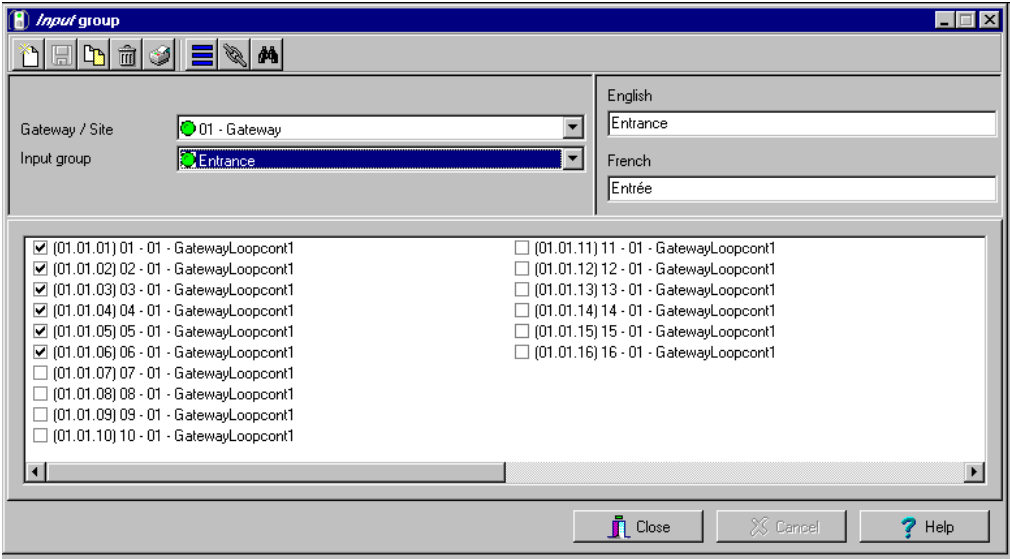 Input group
Gateway / Site
01 - Gateway
Input group
Entrance
English
Entrance
French
Entrée
(01.01.01) 01 - 01 - GatewayLoopcont1
(01.01.02) 02 - 01 - GatewayLoopcont1
(01.01.03) 03 - 01 - GatewayLoopcont1
(01.01.04) 04 - 01 - GatewayLoopcont1
(01.01.05) 05 - 01 - GatewayLoopcont1
(01.01.06) 06 - 01 - GatewayLoopcont1
(01.01.07) 07 - 01 - GatewayLoopcont1
(01.01.08) 08 - 01 - GatewayLoopcont1
(01.01.09) 09 - 01 - GatewayLoopcont1
(01.01.10) 10 - 01 - GatewayLoopcont1
(01.01.11) 11 - 01 - GatewayLoopcont1
(01.01.12) 12 - 01 - GatewayLoopcont1
(01.01.13) 13 - 01 - GatewayLoopcont1
(01.01.14) 14 - 01 - GatewayLoopcont1
(01.01.15) 15 - 01 - GatewayLoopcont1
(01.01.16) 16 - 01 - GatewayLoopcont1
Close
Cancel
Help